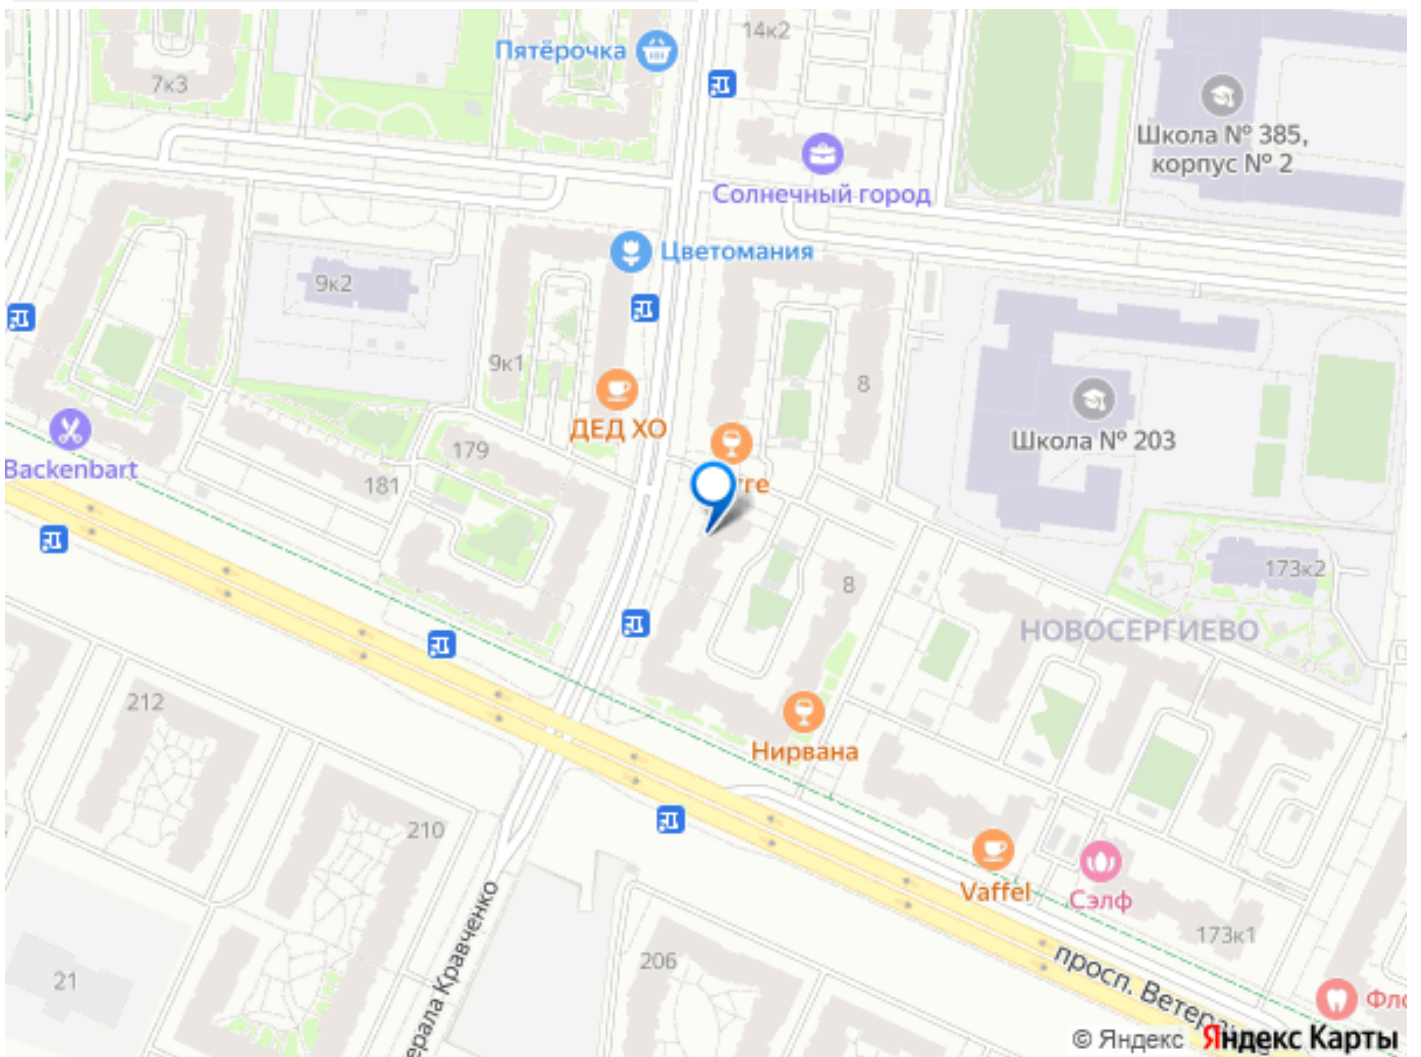 14к2
Пятёрочка
7к3
Школа № 385,
корпус № 2
Солнечный город
Цветомания
9к2
9к1
8
ДЕД ХО
Школа № 203
179
Backenbart
181
8
173к2
НОВОСЕРГИЕВО
212
Нирвана
210
Vaffel
Сэлф
173к1
206
21
просп. Ветера
Кравченко
© Яндекс
Яндекс Карты